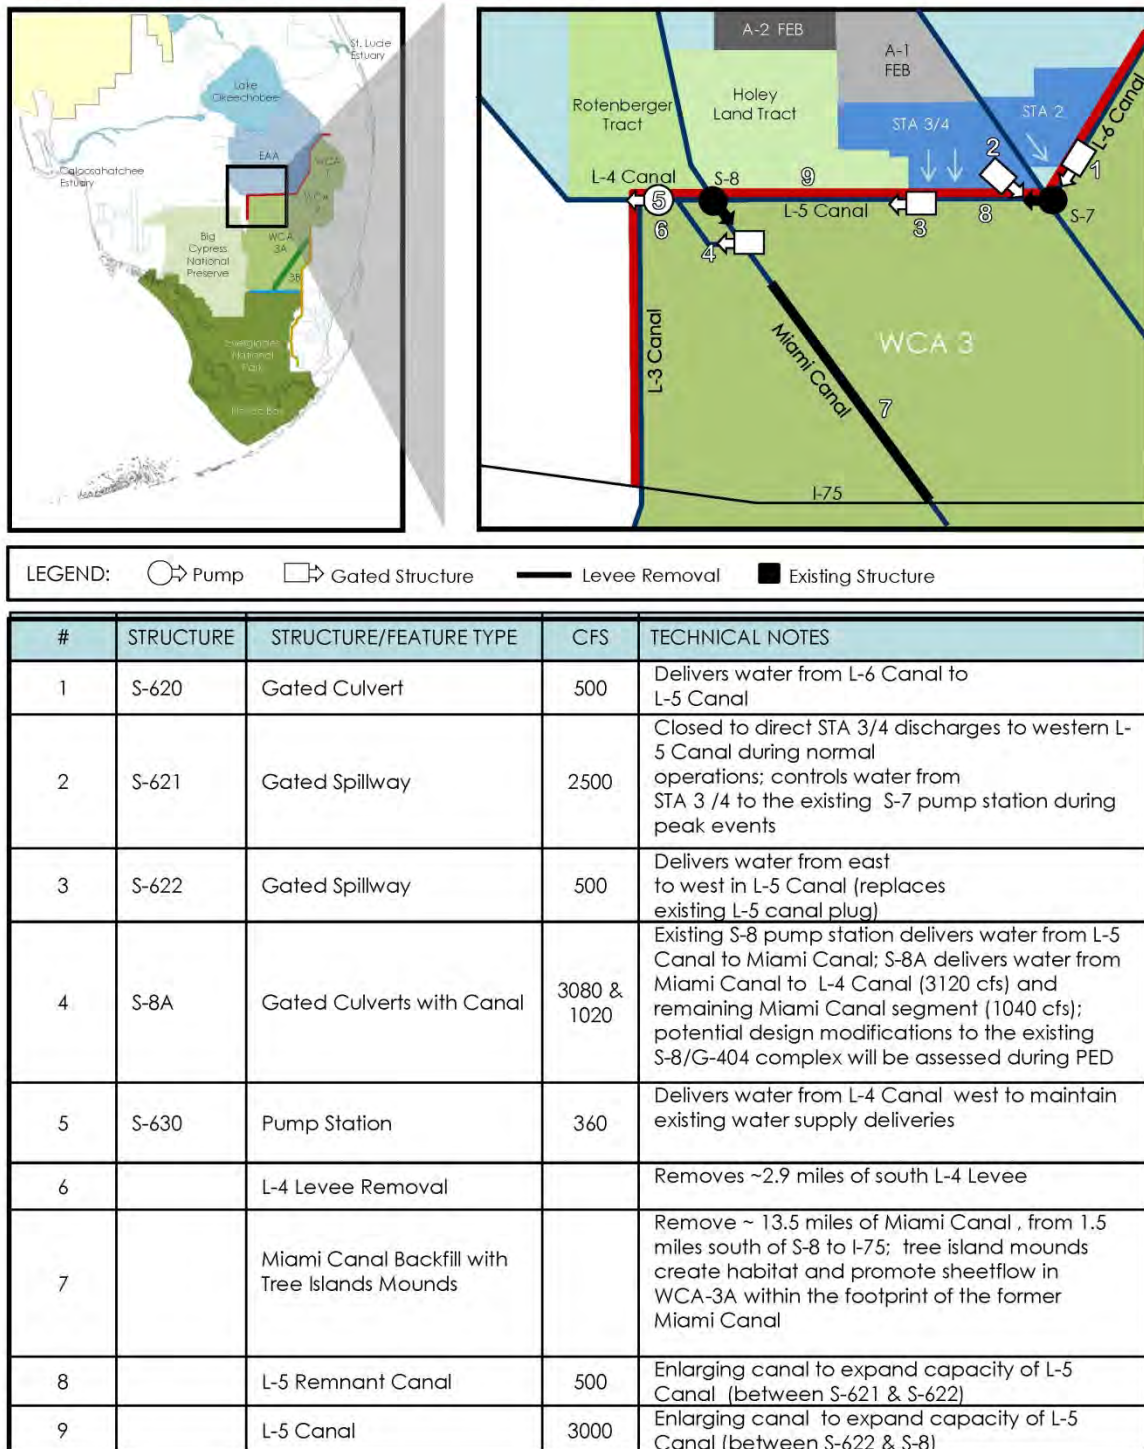 St. Lucie
Estuary
Lake
Okeechobee
EAA
WCA
1
WCA
2
Caloosahatchee
Estuary
Big
Cypress
National
Preserve
WCA
3A
3B
Everglades
National
Park
A-2 FEB
A-1
FEB
Rotenberger
Tract
Holey
Land Tract
STA 3/4
STA 2
L-6 Canal
L-4 Canal
S-8
9
2
1
5
6
L-5 Canal
3
8
S-7
4
L-3 Canal
Miami Canal
7
WCA 3
I-75
LEGEND: Pump Gated Structure Levee Removal Existing Structure
# STRUCTURE STRUCTURE/FEATURE TYPE CFS TECHNICAL NOTES
1 S-620 Gated Culvert 500 Delivers water from L-6 Canal to
L-5 Canal
2 S-621 Gated Spillway 2500 Closed to direct STA 3/4 discharges to western L-
5 Canal during normal
operations; controls water from
STA 3 /4 to the existing S-7 pump station during
peak events
3 S-622 Gated Spillway 500 Delivers water from east
to west in L-5 Canal (replaces
existing L-5 canal plug)
4 S-8A Gated Culverts with Canal 3080 &
1020
Existing S-8 pump station delivers water from L-5
Canal to Miami Canal; S-8A delivers water from
Miami Canal to L-4 Canal (3120 cfs) and
remaining Miami Canal segment (1040 cfs);
potential design modifications to the existing
S-8/G-404 complex will be assessed during PED
5 S-630 Pump Station 360 Delivers water from L-4 Canal west to maintain
existing water supply deliveries
6 L-4 Levee Removal Removes ~2.9 miles of south L-4 Levee
7 Miami Canal Backfill with
Tree Islands Mounds
Remove ~ 13.5 miles of Miami Canal , from 1.5
miles south of S-8 to I-75; tree island mounds
create habitat and promote sheetflow in
WCA-3A within the footprint of the former
Miami Canal
8 L-5 Remnant Canal 500 Enlarging canal to expand capacity of L-5
Canal (between S-621 & S-622)
9 L-5 Canal 3000 Enlarging canal to expand capacity of L-5
Canal (between S-622 & S-8)